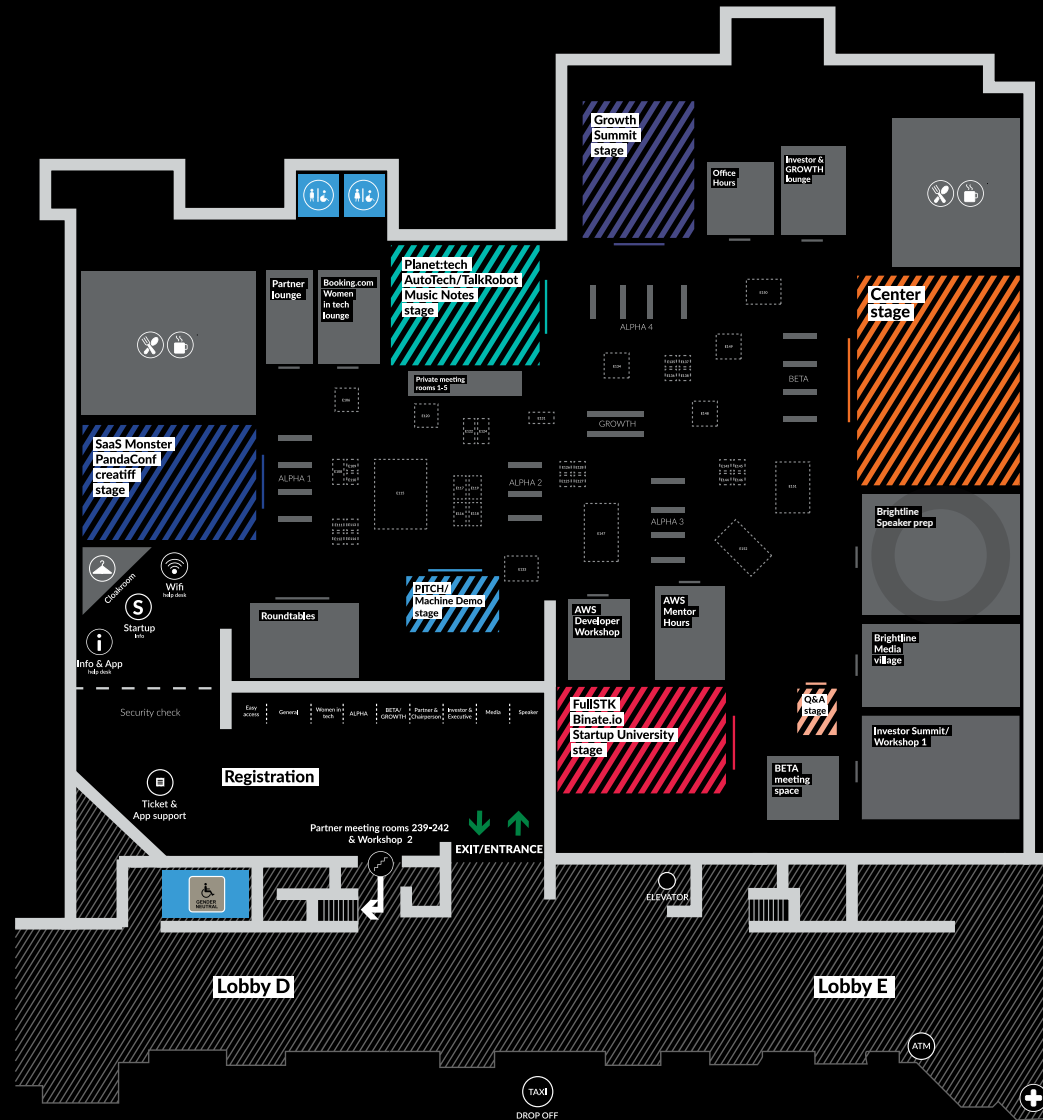 Growth
Summit
stage
Office
Hours
Investor &
GROWTH
lounge
Planet:tech
AutoTech/TalkRobot
Music Notes
stage
Partner
lounge
Booking.com
Women
in tech
lounge
Center
stage
ALPHA 4
BETA
Private meeting
rooms 1-5
GROWTH
SaaS Monster
PandaConf
creatiff
stage
ALPHA 1
ALPHA 2
ALPHA 3
Brightline
Speaker prep
Cloakroom
Wifi
help desk
S
Startup
Info
i
Info & App
help desk
PITCH/
Machine Demo
stage
Roundtables
AWS
Developer
Workshop
AWS
Mentor
Hours
Brightline
Media
village
Security check
Easy
access
General
Women in
tech
ALPHA
BETA/
GROWTH
Partner &
Chairperson
Investor &
Executive
Media
Speaker
FullSTK
Binate.io
Startup University
stage
Q&A
stage
Investor Summit/
Workshop 1
BETA
meeting
space
Registration
Ticket &
App support
Partner meeting rooms 239-242
& Workshop 2
EXIT/ENTRANCE
GENDER
NEUTRAL
ELEVATOR
Lobby D
Lobby E
ATM
TAXI
DROP OFF